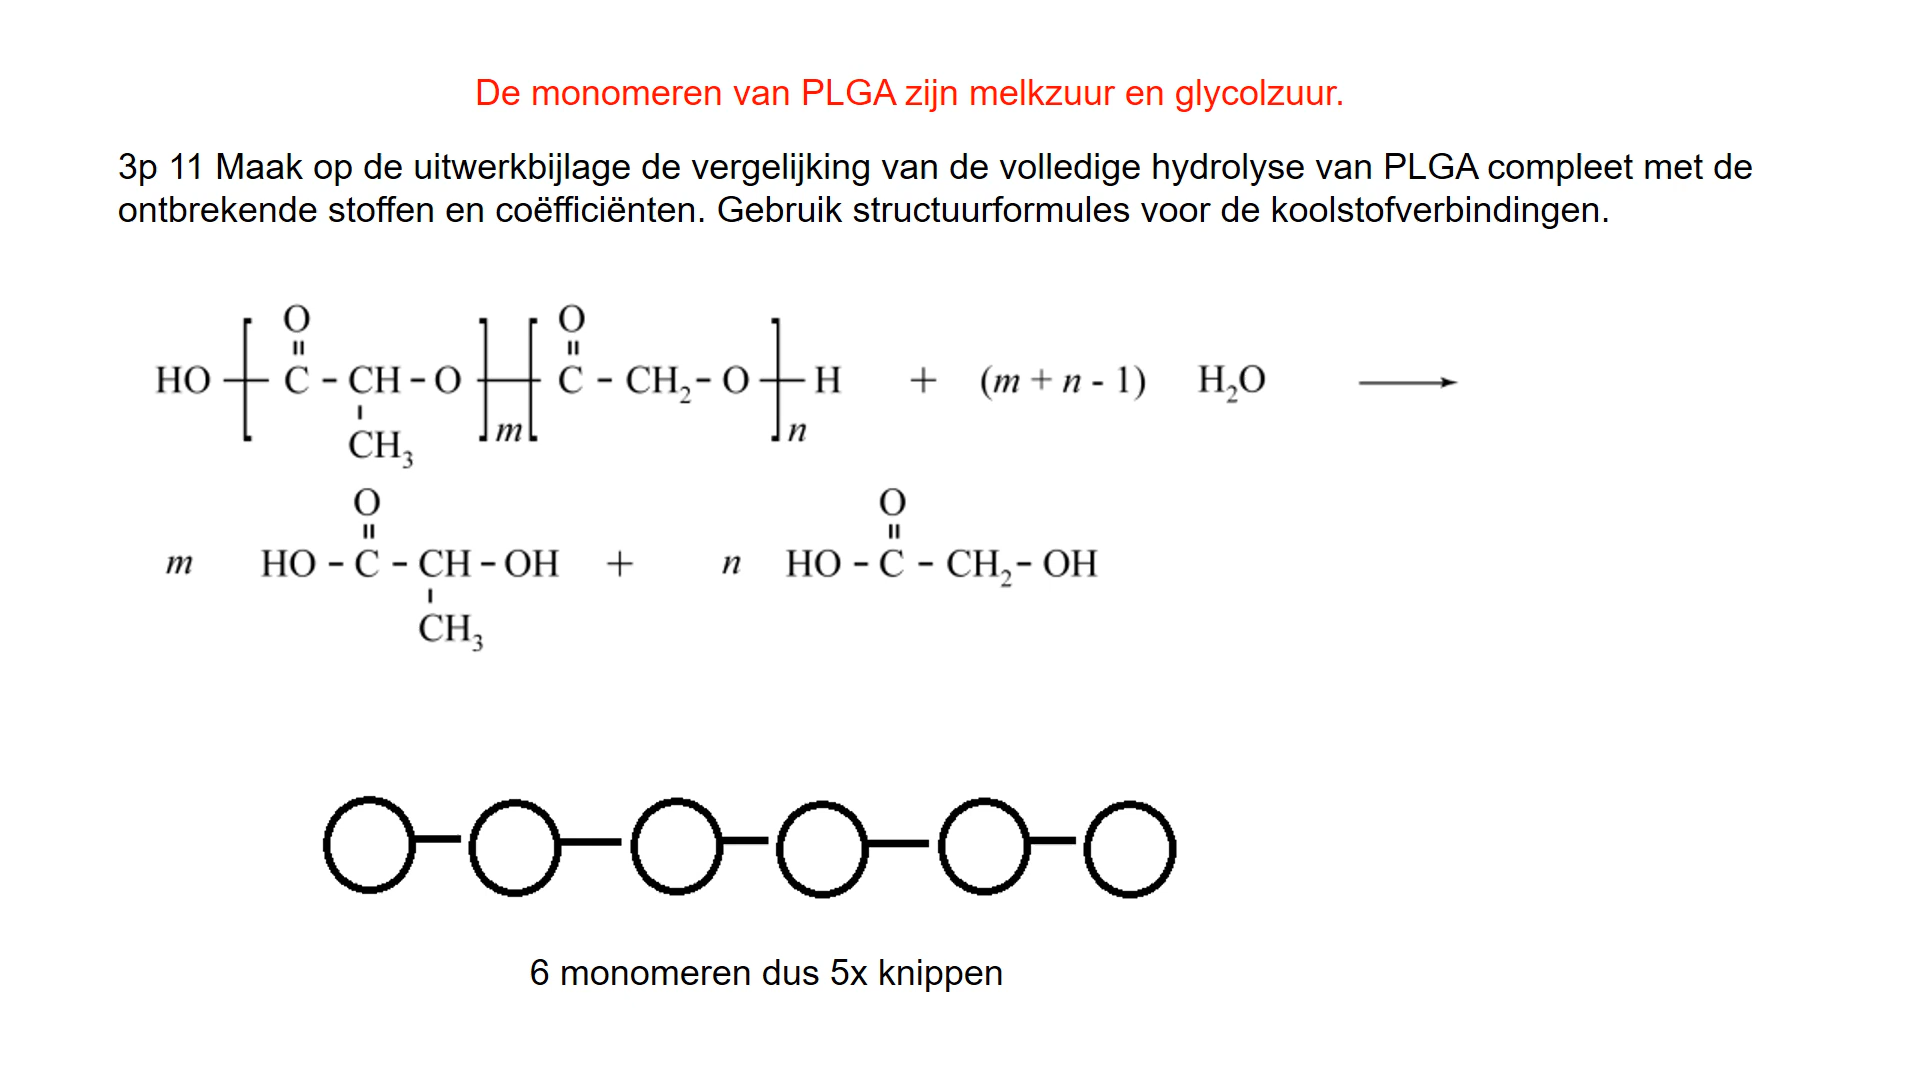 De monomeren van PLGA zijn melkzuur en glycolzuur.
3p 11 Maak op de uitwerkbijlage de vergelijking van de volledige hydrolyse van PLGA compleet met de
ontbrekende stoffen en coëfficiënten. Gebruik structuurformules voor de koolstofverbindingen.
O O
HO [ C - CH - O ]m [ C - CH₂ - O ]n H + (m + n - 1) H₂O ⟶
CH₃
O O
m HO - C - CH - OH + n HO - C - CH₂ - OH
CH₃
6 monomeren dus 5x knippen